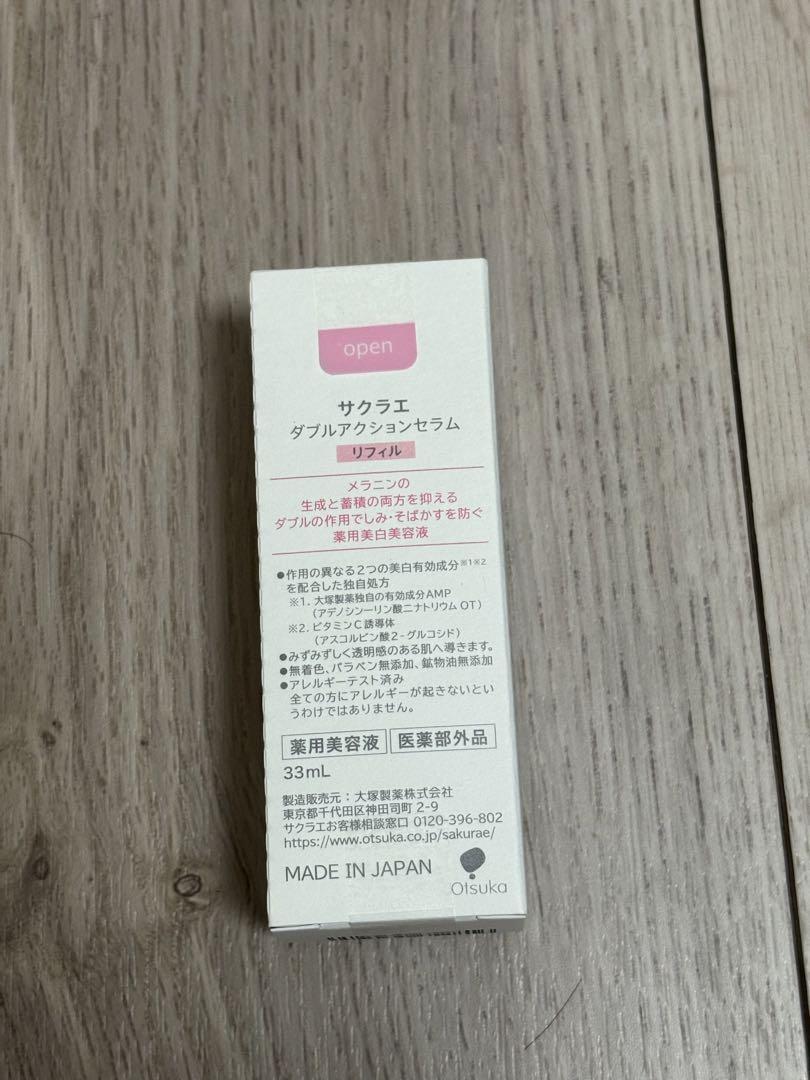 open
サクラエ
ダブルアクションセラム
リフィル
メラニンの
生成と蓄積の両方を抑える
ダブルの作用でしみ・そばかすを防ぐ
薬用美白美容液
●作用の異なる2つの美白有効成分※1※2
を配合した独自処方
※1. 大塚製薬独自の有効成分AMP
（アデノシン一リン酸二ナトリウム OT）
※2. ビタミンC誘導体
（アスコルビン酸2-グルコシド）
●みずみずしく透明感のある肌へ導きます。
●無着色、パラベン無添加、鉱物油無添加
●アレルギーテスト済み
全ての方にアレルギーが起きないとい
うわけではありません。
薬用美容液 医薬部外品
33mL
製造販売元：大塚製薬株式会社
東京都千代田区神田司町 2-9
サクラエお客様相談窓口 0120-396-802
https://www.otsuka.co.jp/sakurae/
MADE IN JAPAN
Otsuka